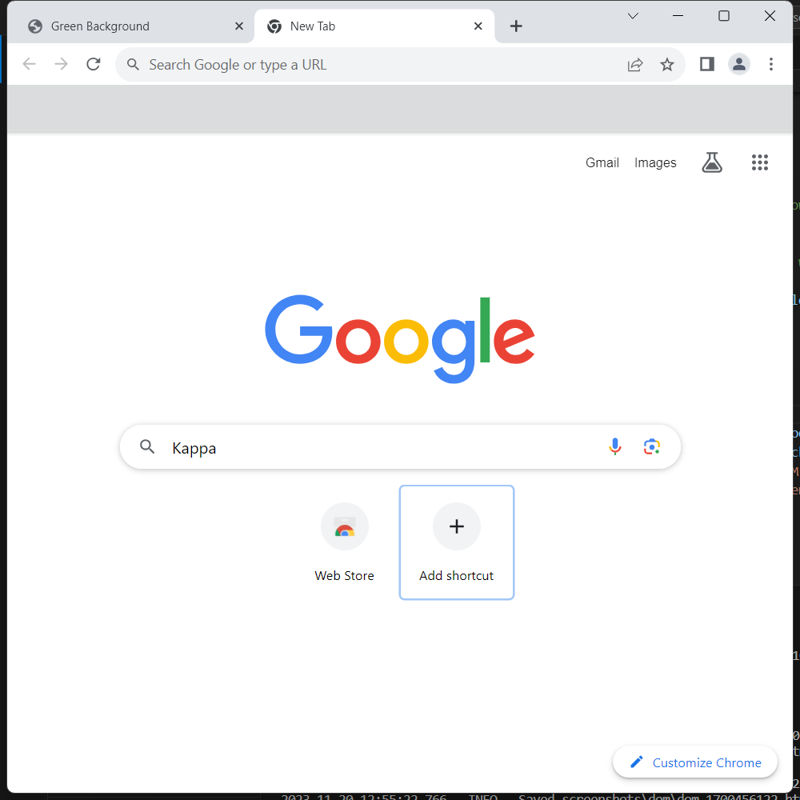 Green Background
New Tab
Search Google or type a URL
Gmail Images
Google
Kappa
Web Store Add shortcut
Customize Chrome
2023-11-20 12:55:22,766 - INFO - Saved screenshots\dom\dom_1700456122.ht